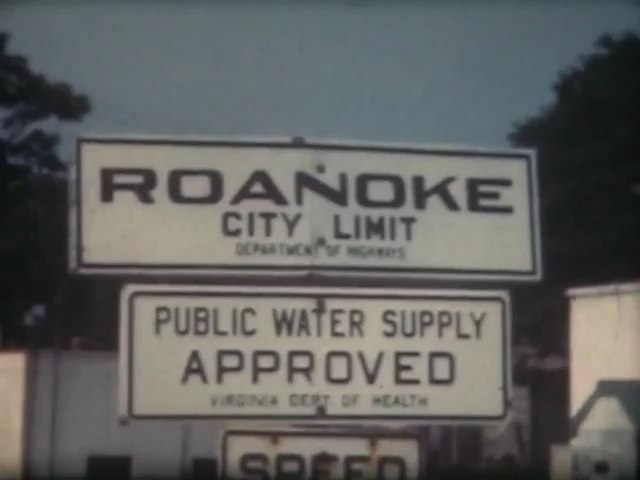 ROANOKE
CITY LIMIT
DEPARTMENT OF HIGHWAYS
PUBLIC WATER SUPPLY
APPROVED
VIRGINIA DEPT. OF HEALTH
SPEED